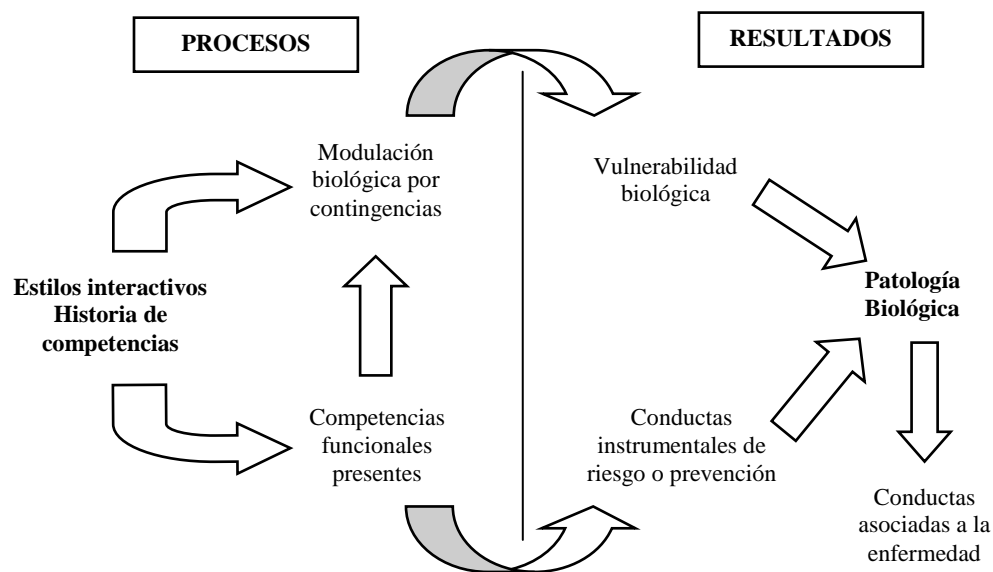 PROCESOS
RESULTADOS
Modulación
biológica por
contingencias
Vulnerabilidad
biológica
Estilos interactivos
Historia de
competencias
Patología
Biológica
Competencias
funcionales
presentes
Conductas
instrumentales de
riesgo o prevención
Conductas
asociadas a la
enfermedad